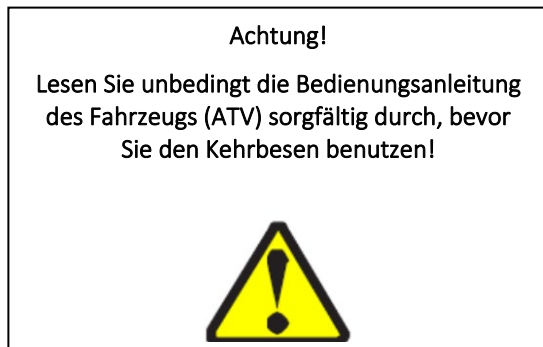 Achtung!
Lesen Sie unbedingt die Bedienungsanleitung
des Fahrzeugs (ATV) sorgfältig durch, bevor
Sie den Kehrbesen benutzen!
!